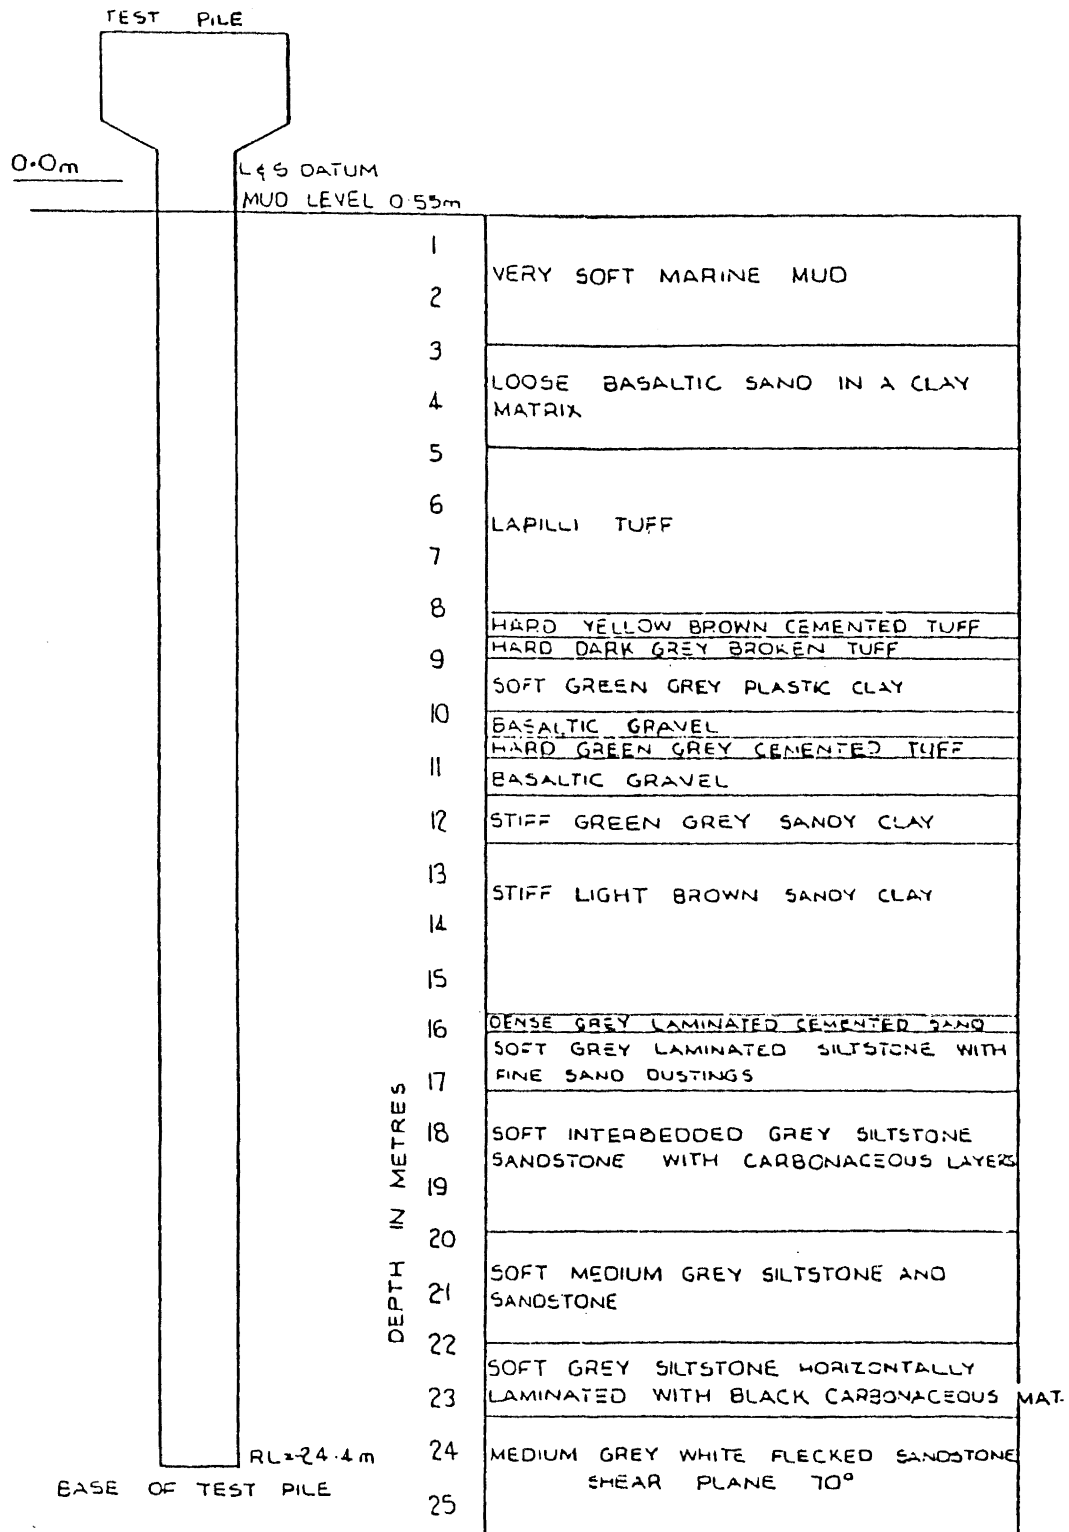 TEST PILE
0.0m
L & S DATUM
MUD LEVEL 0.55m
1
VERY SOFT MARINE MUD
2
3
LOOSE BASALTIC SAND IN A CLAY
4
MATRIX
5
6
LAPILLI TUFF
7
8
HARD YELLOW BROWN CEMENTED TUFF
HARD DARK GREY BROKEN TUFF
9
SOFT GREEN GREY PLASTIC CLAY
10
BASALTIC GRAVEL
HARD GREEN GREY CEMENTED TUFF
11
BASALTIC GRAVEL
12
STIFF GREEN GREY SANDY CLAY
13
STIFF LIGHT BROWN SANDY CLAY
14
15
16
DENSE GREY LAMINATED CEMENTED SAND
SOFT GREY LAMINATED SILTSTONE WITH
17
FINE SAND DUSTINGS
DEPTH IN METRES
18
SOFT INTERBEDDED GREY SILTSTONE
SANDSTONE WITH CARBONACEOUS LAYERS
19
20
SOFT MEDIUM GREY SILTSTONE AND
21
SANDSTONE
22
SOFT GREY SILTSTONE HORIZONTALLY
23
LAMINATED WITH BLACK CARBONACEOUS MAT.
24
MEDIUM GREY WHITE FLECKED SANDSTONE
RL=-24.4m
SHEAR PLANE 70°
BASE OF TEST PILE
25